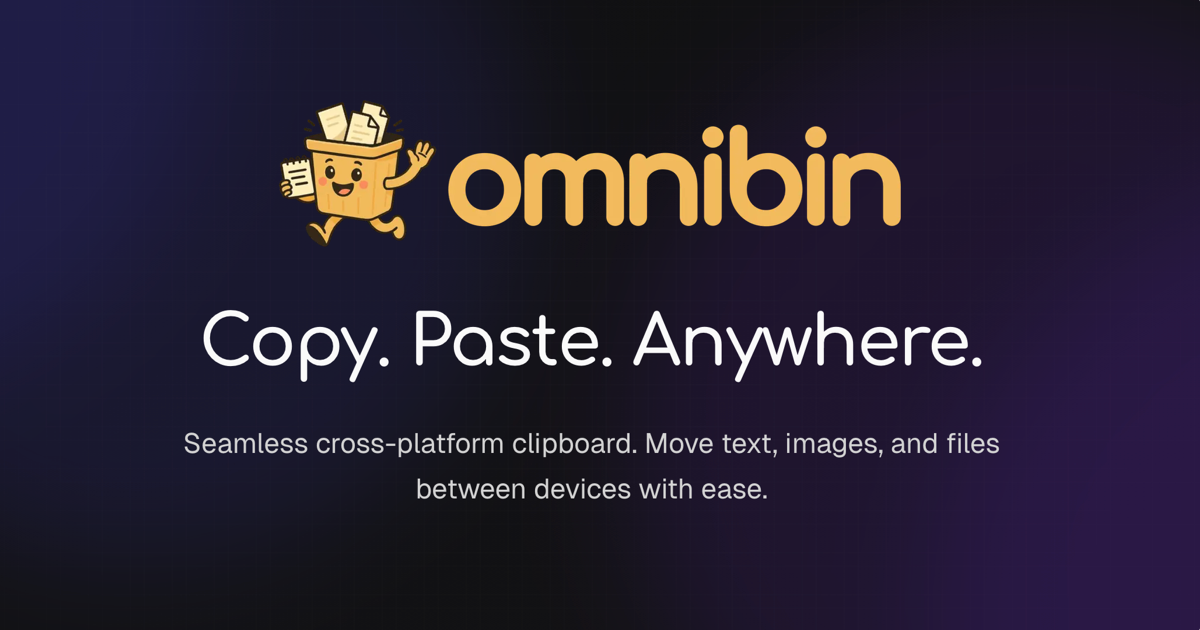 omnibin
Copy. Paste. Anywhere.
Seamless cross-platform clipboard. Move text, images, and files
between devices with ease.